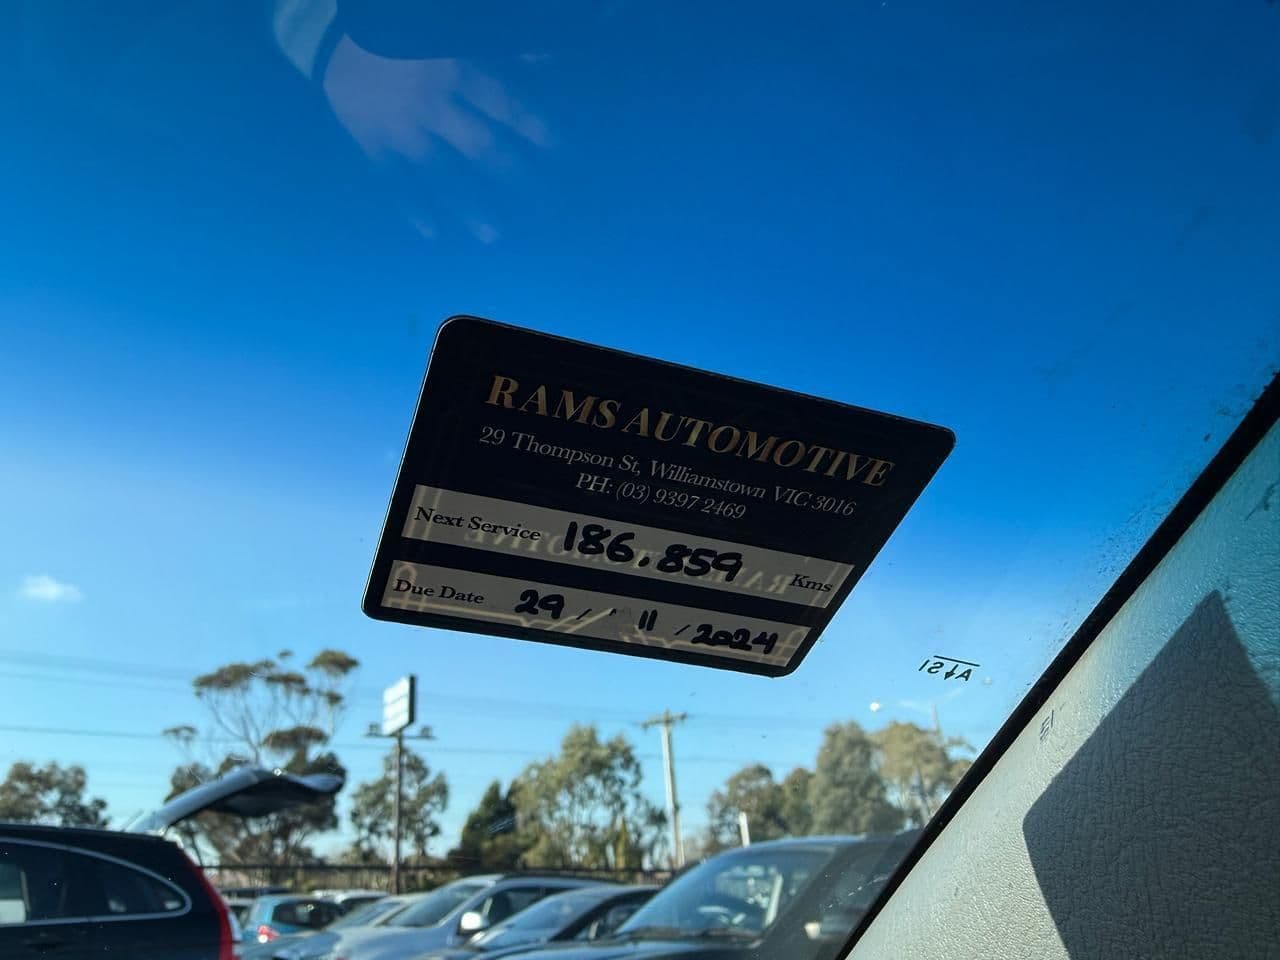 RAMS AUTOMOTIVE
29 Thompson St, Williamstown VIC 3016
PH: (03) 9397 2469
Next Service 186.859 Kms
Due Date 29 / 11 / 2024
AISI